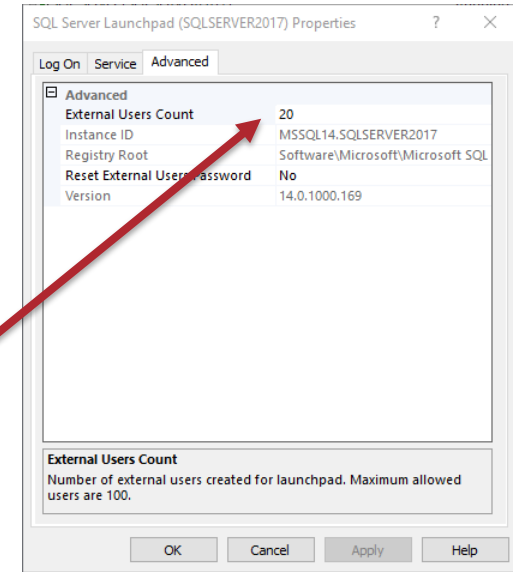 SQL Server Launchpad (SQLSERVER2017) Properties ? ×
Log On Service Advanced
Advanced
External Users Count 20
Instance ID MSSQL14.SQLSERVER2017
Registry Root Software\Microsoft\Microsoft SQL
Reset External Users Password No
Version 14.0.1000.169
External Users Count
Number of external users created for launchpad. Maximum allowed
users are 100.
OK Cancel Apply Help